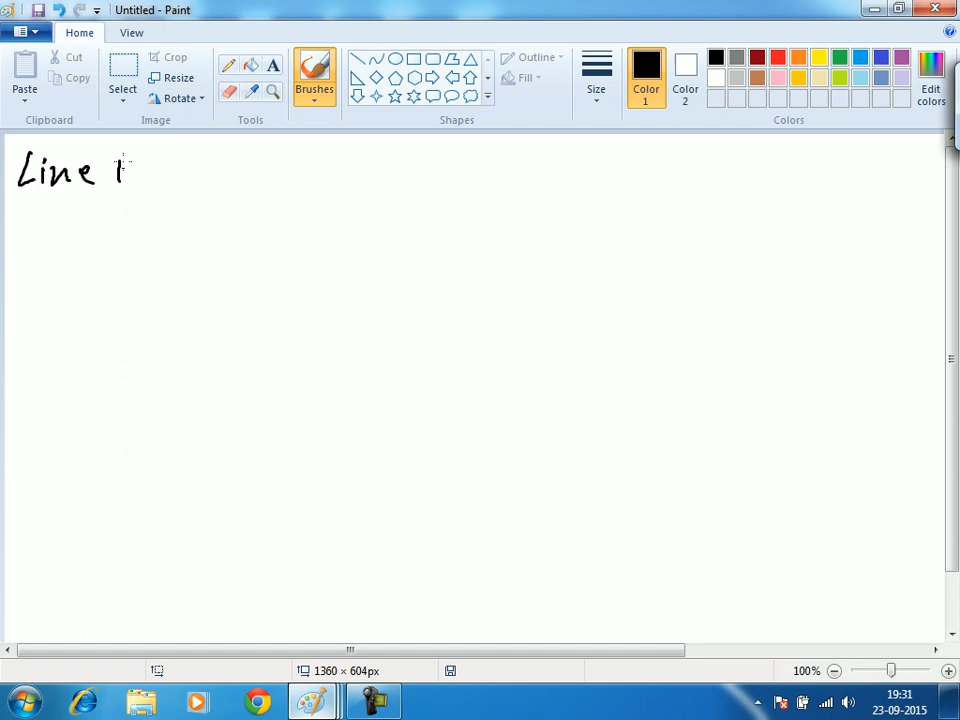 Untitled - Paint
Home View
Paste Cut Copy Select Crop Resize Rotate A Brushes Outline Fill Size Color 1 Color 2 Edit colors
Clipboard Image Tools Shapes Colors
Line
1360 × 604px 100%
19:31
23-09-2015